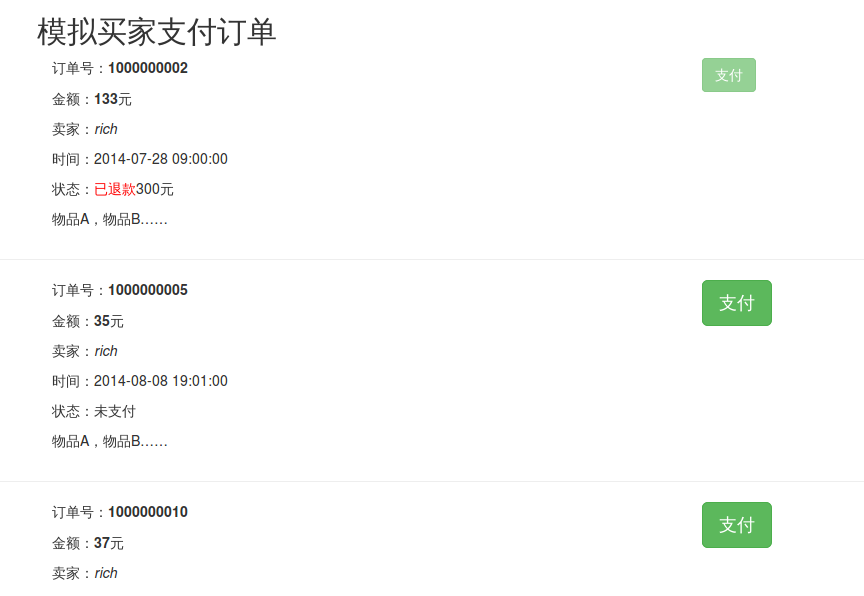 模拟买家支付订单
订单号：1000000002
支付
金额：133元
卖家：rich
时间：2014-07-28 09:00:00
状态：已退款300元
物品A，物品B……
订单号：1000000005
支付
金额：35元
卖家：rich
时间：2014-08-08 19:01:00
状态：未支付
物品A，物品B……
订单号：1000000010
支付
金额：37元
卖家：rich